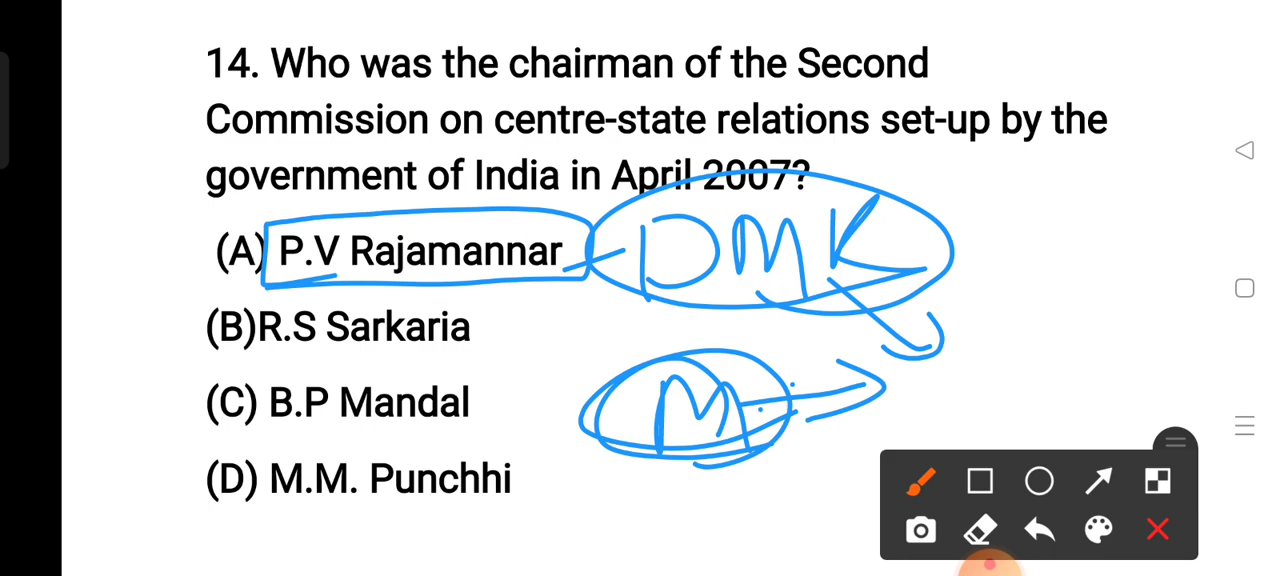 14. Who was the chairman of the Second
Commission on centre-state relations set-up by the
government of India in April 2007?
(A) P.V Rajamannar
DMK
(B)R.S Sarkaria
(C) B.P Mandal
M
(D) M.M. Punchhi